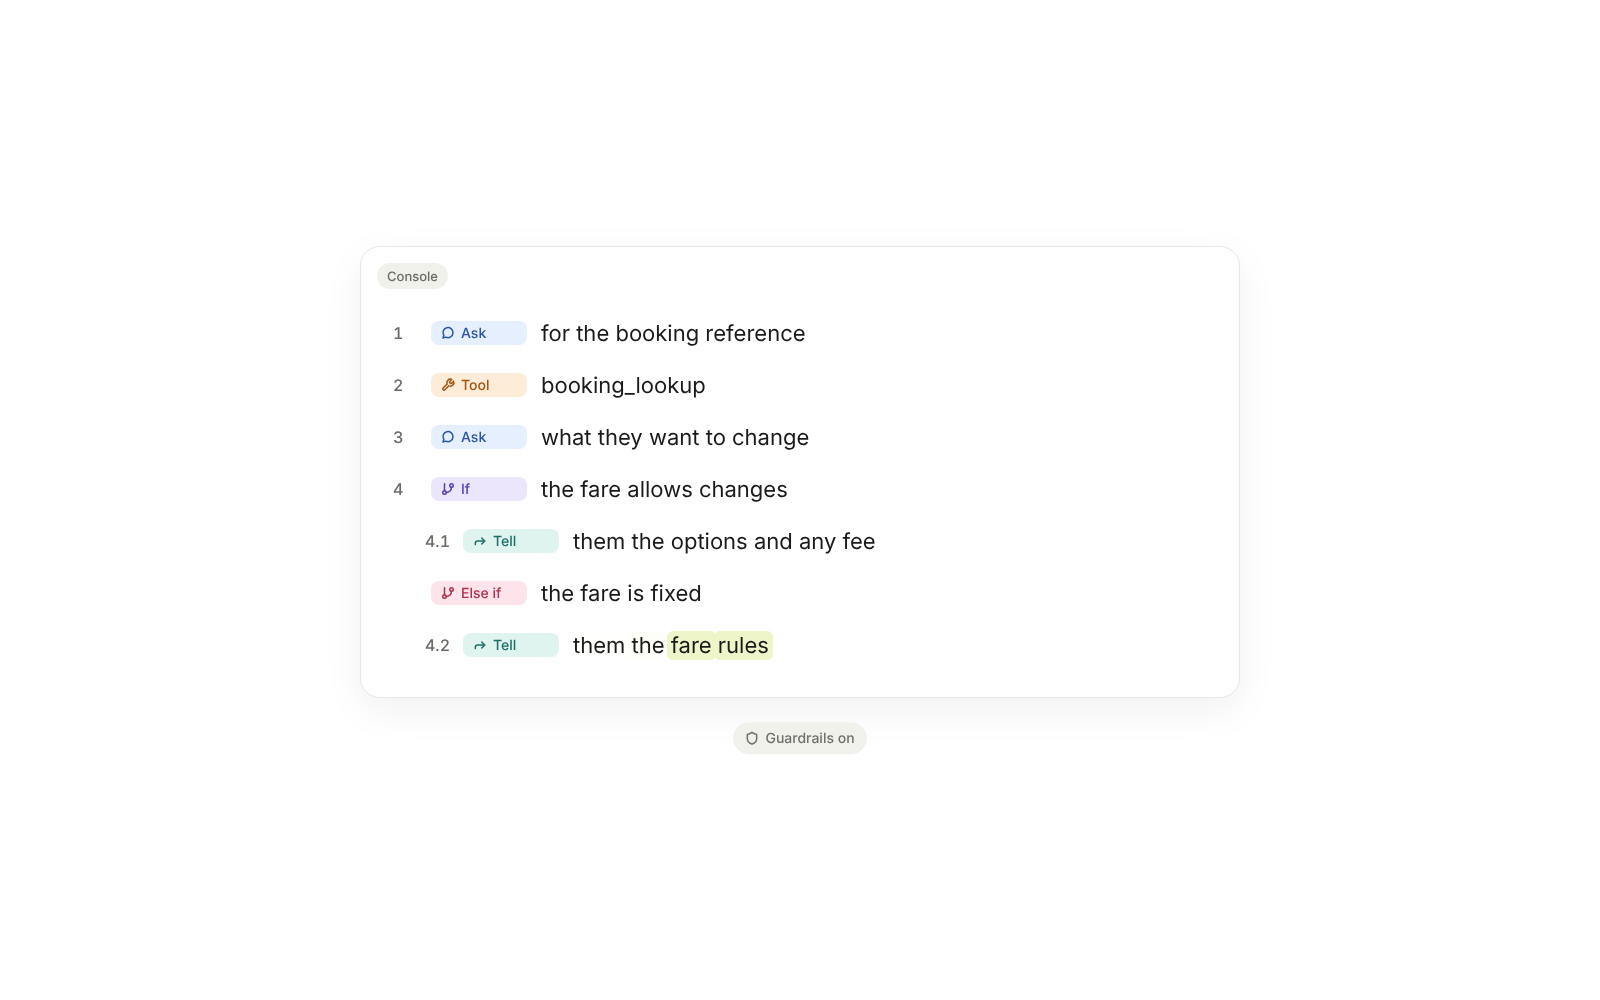 Console
1 Ask for the booking reference
2 Tool booking_lookup
3 Ask what they want to change
4 If the fare allows changes
4.1 Tell them the options and any fee
Else if the fare is fixed
4.2 Tell them the fare rules
Guardrails on